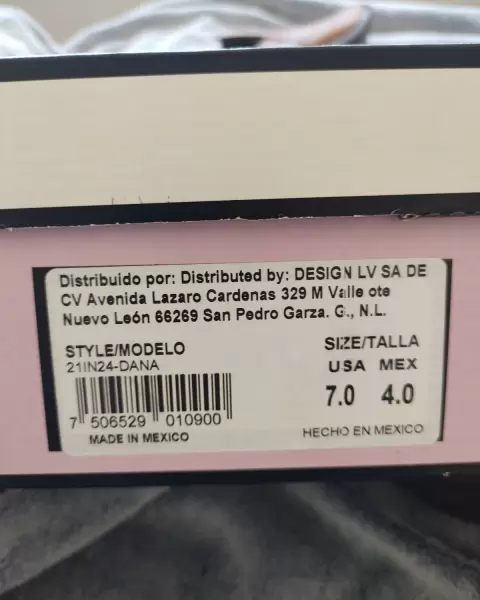 Distribuido por: Distributed by: DESIGN LV SA DE
CV Avenida Lazaro Cardenas 329 M Valle ote
Nuevo León 66269 San Pedro Garza. G., N.L.
STYLE/MODELO
21IN24-DANA
SIZE/TALLA
USA MEX
7.0 4.0
7 506529 010900
MADE IN MEXICO
HECHO EN MEXICO